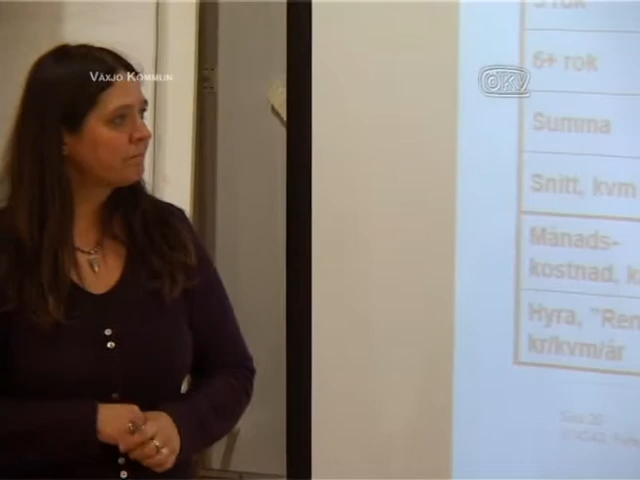 VÄXJÖ KOMMUN
ÖKV
6+ rok
Summa
Snitt, kvm
Månads-
kostnad, k
Hyra, "Ren
kr/kvm/år